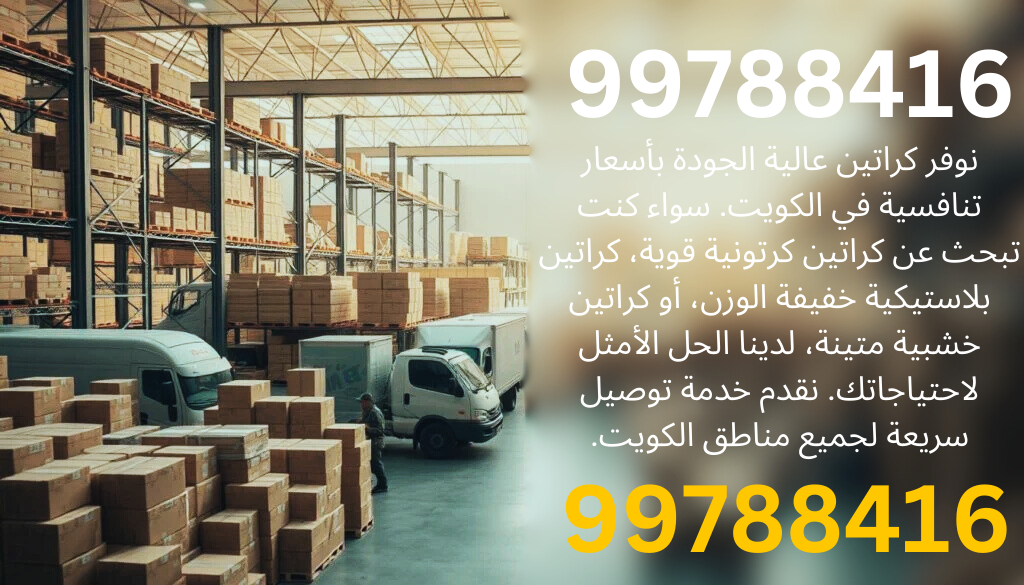 99788416
نوفر كراتين عالية الجودة بأسعار
تنافسية في الكويت. سواء كنت
تبحث عن كراتين كرتونية قوية، كراتين
بلاستيكية خفيفة الوزن، أو كراتين
خشبية متينة، لدينا الحل الأمثل
لاحتياجاتك. نقدم خدمة توصيل
سريعة لجميع مناطق الكويت.
99788416